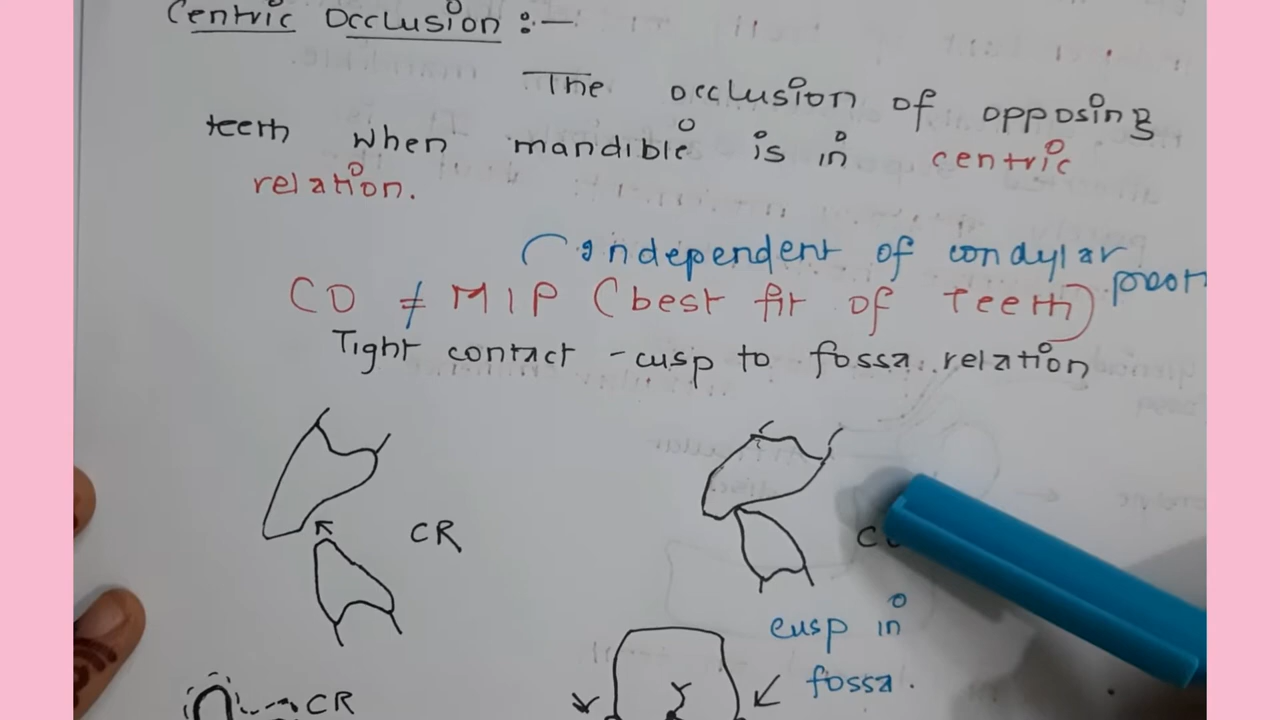 Centric Occlusion :-
The occlusion of opposing
teeth when mandible is in centric
relation.
(Independent of condylar
CO ≠ MIP (best fit of Teeth)
Tight contact - cusp to fossa relation
CR
cusp in
fossa.
CR